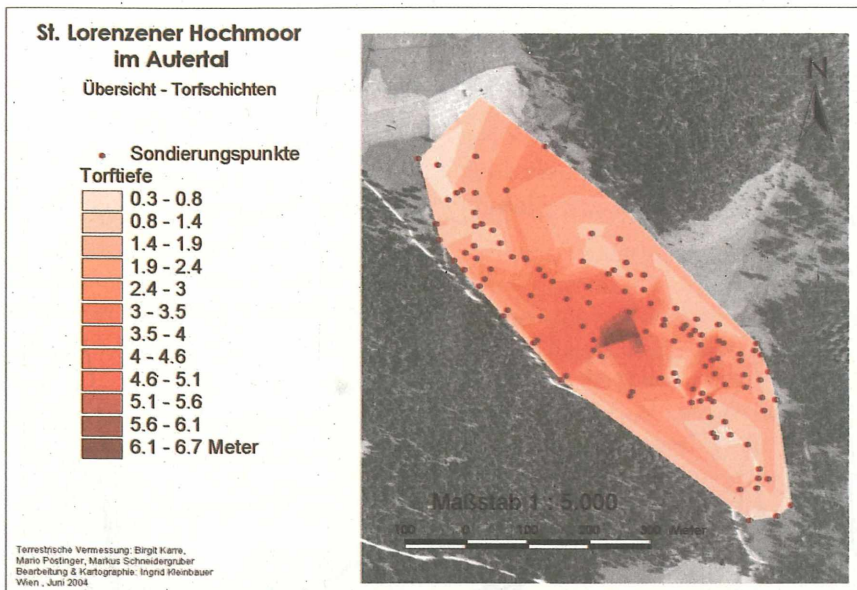 St. Lorenzener Hochmoor
im Autertal
Übersicht - Torfschichten
Sondierungspunkte
Torftiefe
0.3 - 0.8
0.8 - 1.4
1.4 - 1.9
1.9 - 2.4
2.4 - 3
3 - 3.5
3.5 - 4
4 - 4.6
4.6 - 5.1
5.1 - 5.6
5.6 - 6.1
6.1 - 6.7 Meter
N
Maßstab 1 : 5.000
100 0 100 200 300 Meter
Terrestrische Vermessung: Birgit Karre,
Mario Pöstinger, Markus Schneidergruber
Bearbeitung & Kartographie: Ingrid Kleinbauer
Wien , Juni 2004